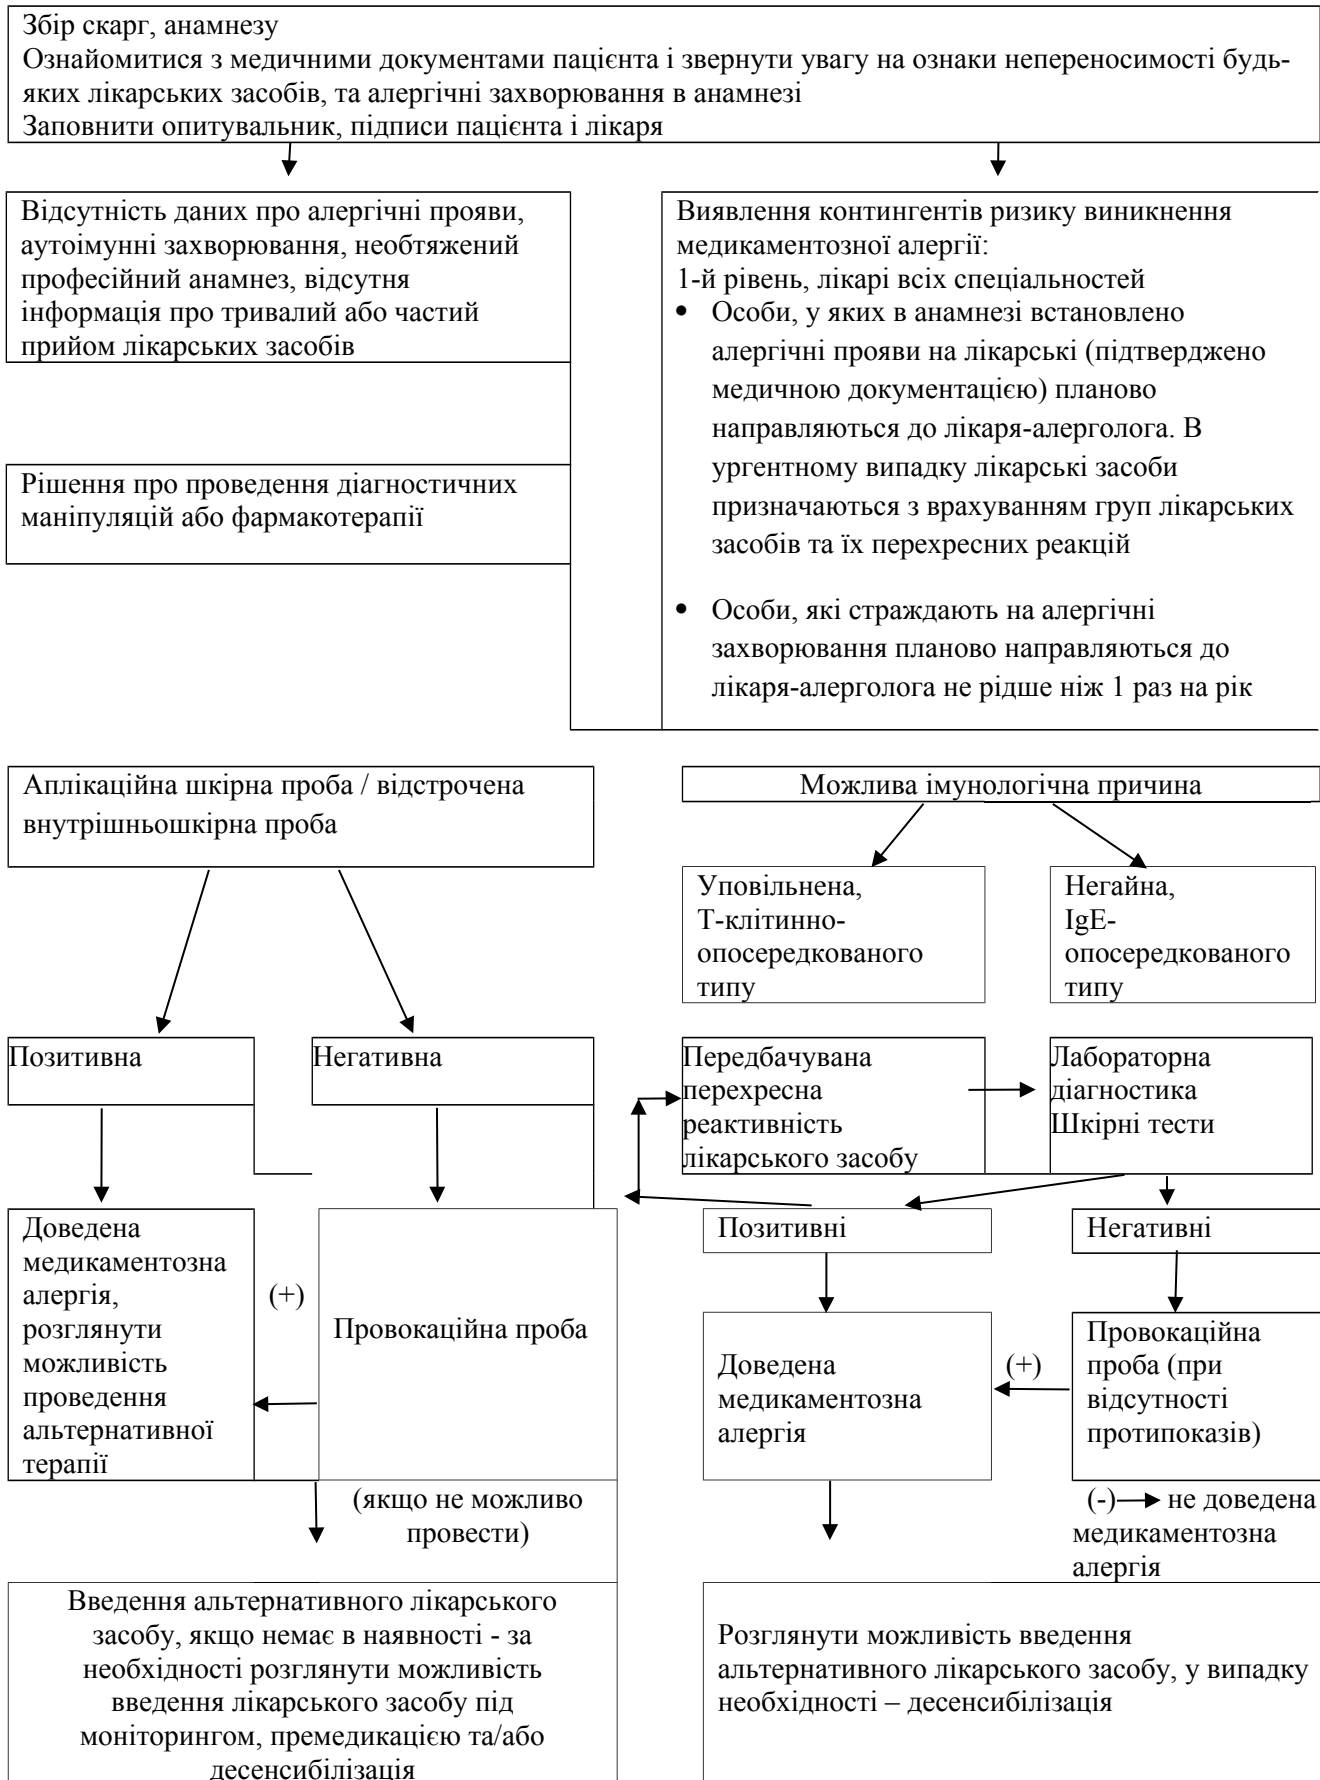 Збір скарг, анамнезу
Ознайомитися з медичними документами пацієнта і звернути увагу на ознаки непереносимості будь-
яких лікарських засобів, та алергічні захворювання в анамнезі
Заповнити опитувальник, підписи пацієнта і лікаря
Відсутність даних про алергічні прояви,
аутоімунні захворювання, необтяжений
професійний анамнез, відсутня
інформація про тривалий або частий
прийом лікарських засобів
Рішення про проведення діагностичних
маніпуляцій або фармакотерапії
Виявлення контингентів ризику виникнення
медикаментозної алергії:
1-й рівень, лікарі всіх спеціальностей
• Особи, у яких в анамнезі встановлено
алергічні прояви на лікарські (підтверджено
медичною документацією) планово
направляються до лікаря-алерголога. В
ургентному випадку лікарські засоби
призначаються з врахуванням груп лікарських
засобів та їх перехресних реакцій
• Особи, які страждають на алергічні
захворювання планово направляються до
лікаря-алерголога не рідше ніж 1 раз на рік
Аплікаційна шкірна проба / відстрочена
внутрішньошкірна проба
Можлива імунологічна причина
Уповільнена,
Т-клітинно-
опосередкованого
типу
Негайна,
IgE-
опосередкованого
типу
Позитивна
Негативна
Передбачувана
перехресна
реактивність
лікарського засобу
Лабораторна
діагностика
Шкірні тести
Доведена
медикаментозна
алергія,
розглянути
можливість
проведення
альтернативної
терапії
(+)
Провокаційна проба
Позитивні
Негативні
Доведена
медикаментозна
алергія
(+)
Провокаційна
проба (при
відсутності
протипоказів)
(якщо не можливо
провести)
(-) не доведена
медикаментозна
алергія
Введення альтернативного лікарського
засобу, якщо немає в наявності - за
необхідності розглянути можливість
введення лікарського засобу під
моніторингом, премедикацією та/або
десенсибілізація
Розглянути можливість введення
альтернативного лікарського засобу, у випадку
необхідності – десенсибілізація